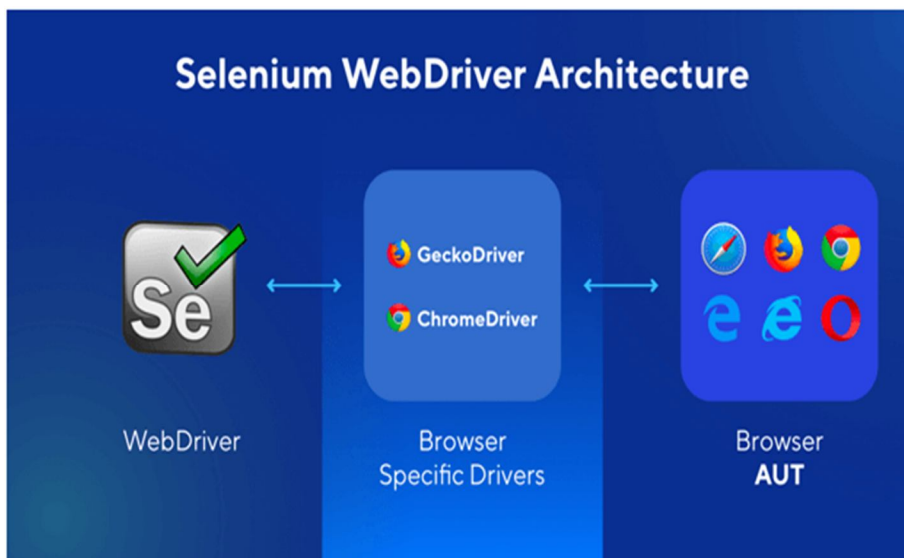 Selenium WebDriver Architecture
Se
GeckoDriver
ChromeDriver
WebDriver
Browser
Specific Drivers
Browser
AUT